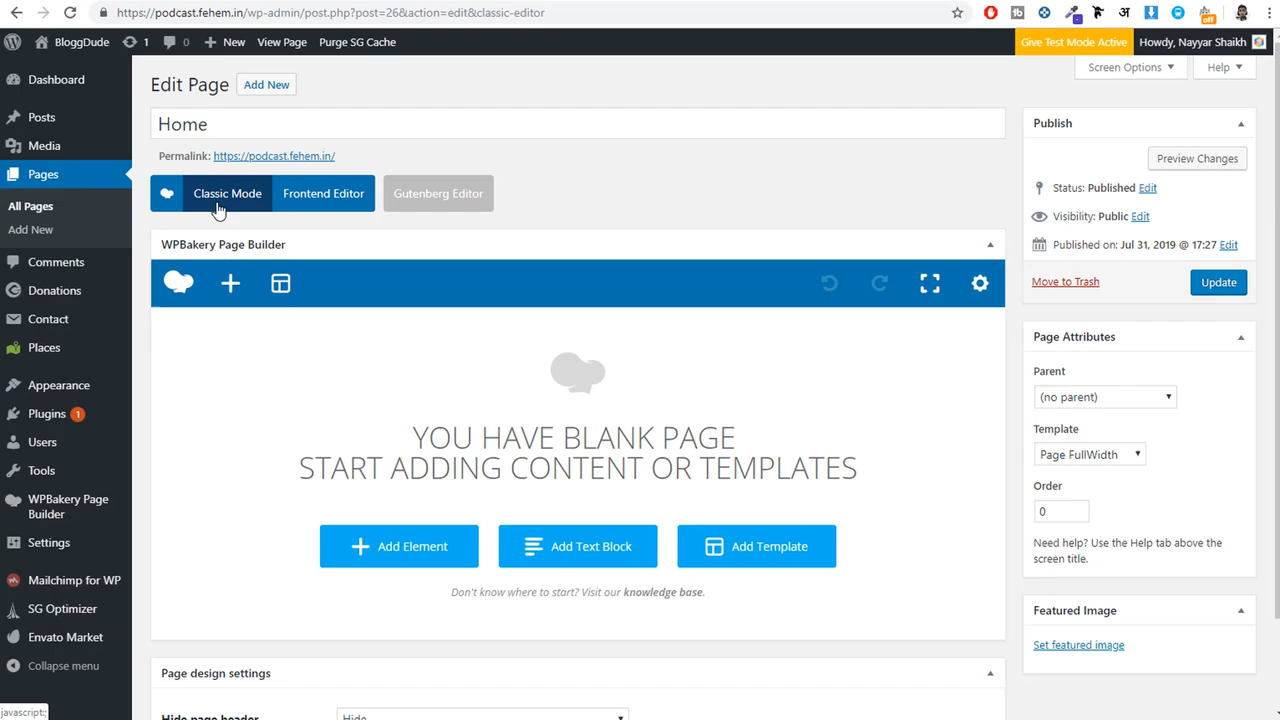 https://podcast.fehem.in/wp-admin/post.php?post=26&action=edit&classic-editor
BloggDude
1
0
New
View Page
Purge SG Cache
Give Test Mode Active
Howdy, Nayyar Shaikh
Screen Options
Help
Dashboard
Posts
Media
Pages
All Pages
Add New
Comments
Donations
Contact
Places
Appearance
Plugins 1
Users
Tools
WPBakery Page
Builder
Settings
Mailchimp for WP
SG Optimizer
Envato Market
Collapse menu
javascript:;
Edit Page
Add New
Home
Permalink: https://podcast.fehem.in/
Classic Mode
Frontend Editor
Gutenberg Editor
WPBakery Page Builder
YOU HAVE BLANK PAGE
START ADDING CONTENT OR TEMPLATES
Add Element
Add Text Block
Add Template
Don't know where to start? Visit our knowledge base.
Page design settings
Hide page header
Hide
Publish
Preview Changes
Status: Published Edit
Visibility: Public Edit
Published on: Jul 31, 2019 @ 17:27 Edit
Move to Trash
Update
Page Attributes
Parent
(no parent)
Template
Page FullWidth
Order
0
Need help? Use the Help tab above the
screen title.
Featured Image
Set featured image
अ
off